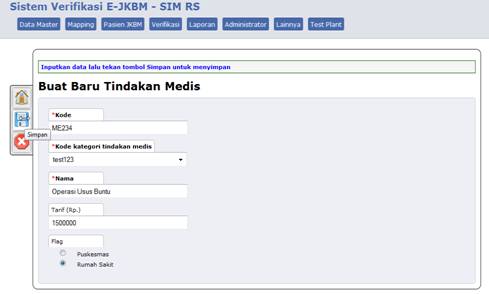 Sistem Verifikasi E-JKBM - SIM RS
Data Master Mapping Pasien JKBM Verifikasi Laporan Administrator Lainnya Test Plant
Inputkan data lalu tekan tombol Simpan untuk menyimpan
Buat Baru Tindakan Medis
*Kode
ME234
Simpan
*Kode kategori tindakan medis
test123
*Nama
Operasi Usus Buntu
Tarif (Rp.)
1500000
Flag
Puskesmas
Rumah Sakit